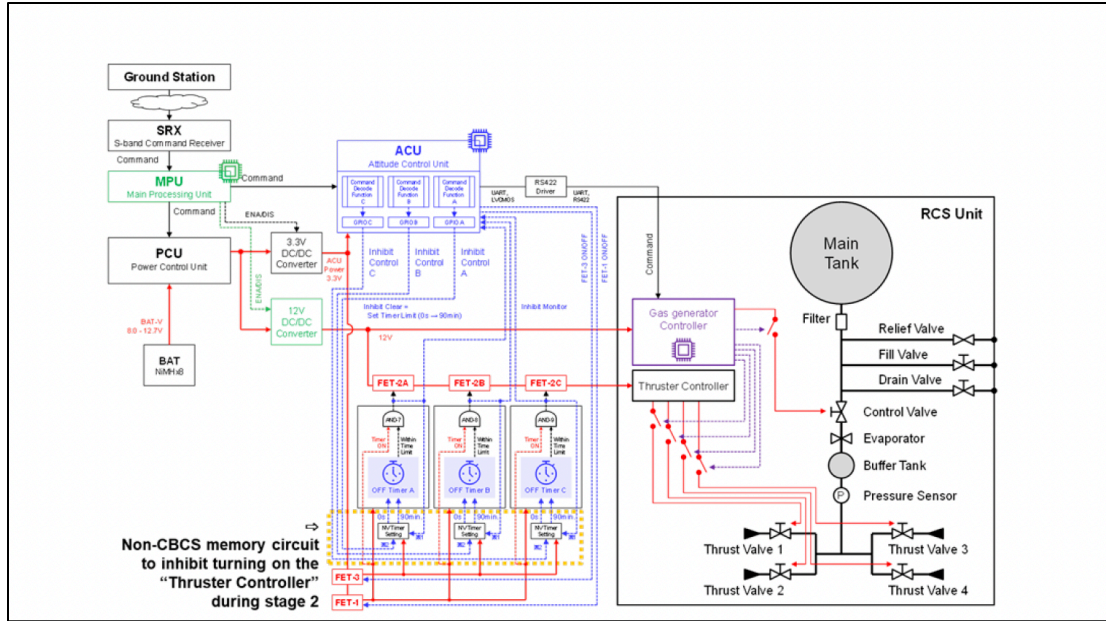 Ground Station
SRX
S-band Command Receiver
Command
MPU
Main Processing Unit
Command
Command
ENA/DIS
PCU
Power Control Unit
3.3V
DC/DC
Converter
ACU
Power
3.3V
ENA/DIS
12V
DC/DC
Converter
12V
BAT-V
9.0 - 12.7V
BAT
NiMHx8
ACU
Attitude Control Unit
Command
Decode
Function
C
Command
Decode
Function
B
Command
Decode
Function
A
GPIO C
GPIO B
GPIO A
Inhibit
Control
C
Inhibit
Control
B
Inhibit
Control
A
UART,
LVCMOS
RS422
Driver
UART,
RS422
FET-3 ON/OFF
FET-1 ON/OFF
Inhibit Clear =
Set Timer Limit (0s → 90min)
Inhibit Monitor
FET-2A
FET-2B
FET-2C
AND-7
AND-8
AND-9
Timer
ON
Within
Time
Limit
Timer
ON
Within
Time
Limit
Timer
ON
Within
Time
Limit
OFF Timer A
OFF Timer B
OFF Timer C
0s
90min.
0s
90min.
0s
90min.
NV Timer
Setting
NV Timer
Setting
NV Timer
Setting
⇨
Non-CBCS memory circuit
to inhibit turning on the
“Thruster Controller”
during stage 2
FET-3
FET-1
RCS Unit
Command
Gas generator
Controller
Thruster Controller
Main
Tank
Filter
Relief Valve
Fill Valve
Drain Valve
Control Valve
Evaporator
Buffer Tank
P
Pressure Sensor
Thrust Valve 1
Thrust Valve 3
Thrust Valve 2
Thrust Valve 4